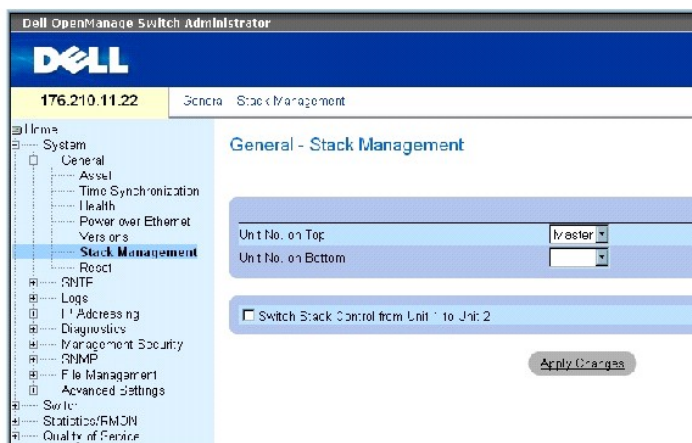 Dell OpenManage Switch Administrator
DELL
176.210.11.22
General Stack Management
Home
System
General
Asset
Time Synchronization
Health
Power over Ethernet
Versions
Stack Management
Reset
SNTP
Logs
IP Addressing
Diagnostics
Management Security
SNMP
File Management
Advanced Settings
Switch
Statistics/RMON
Quality of Service
General - Stack Management
Unit No. on Top
Master
Unit No. on Bottom
Switch Stack Control from Unit 1 to Unit 2
Apply Changes